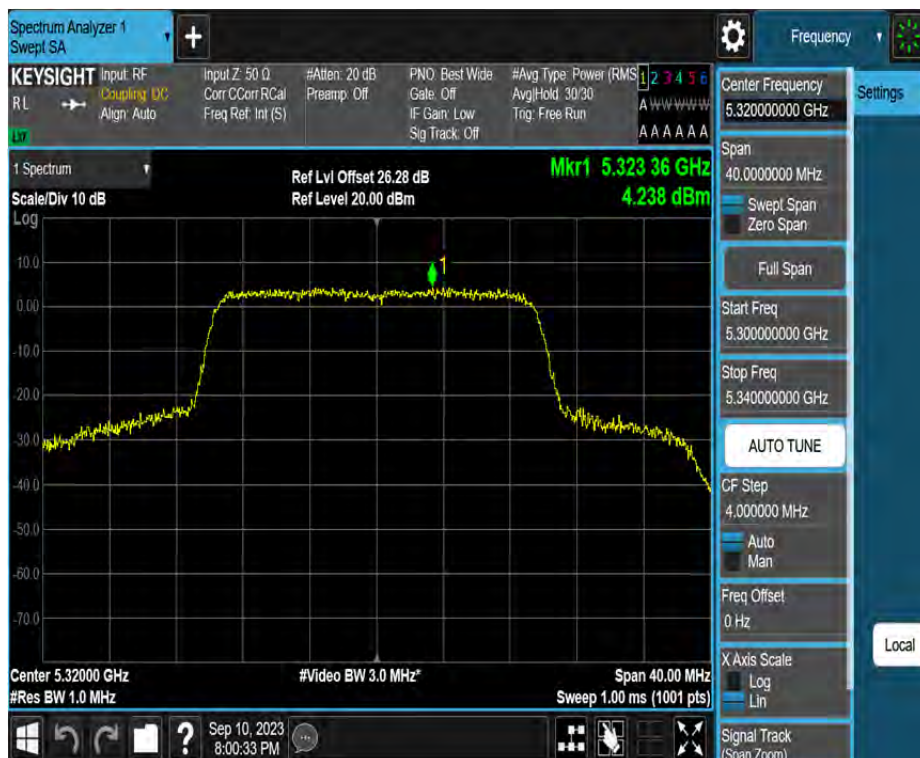 Spectrum Analyzer 1
Swept SA
+
Frequency
KEYSIGHT
RL
LXI
Input: RF
Coupling: DC
Align: Auto
Input Z: 50 Ω
Corr CCorr RCal
Freq Ref: Int (S)
#Atten: 20 dB
Preamp: Off
PNO: Best Wide
Gate: Off
IF Gain: Low
Sig Track: Off
#Avg Type: Power (RMS
Avg|Hold: 30/30
Trig: Free Run
1 2 3 4 5 6
A W W W W W
A A A A A A
1 Spectrum
Scale/Div 10 dB
Log
Ref Lvl Offset 26.28 dB
Ref Level 20.00 dBm
Mkr1 5.323 36 GHz
4.238 dBm
1
10.0
0.00
-10.0
-20.0
-30.0
-40.0
-50.0
-60.0
-70.0
Center 5.32000 GHz
#Res BW 1.0 MHz
#Video BW 3.0 MHz*
Span 40.00 MHz
Sweep 1.00 ms (1001 pts)
?
Sep 10, 2023
8:00:33 PM
Center Frequency
5.320000000 GHz
Span
40.0000000 MHz
Swept Span
Zero Span
Full Span
Start Freq
5.300000000 GHz
Stop Freq
5.340000000 GHz
AUTO TUNE
CF Step
4.000000 MHz
Auto
Man
Freq Offset
0 Hz
X Axis Scale
Log
Lin
Signal Track
(Span Zoom)
Settings
Local